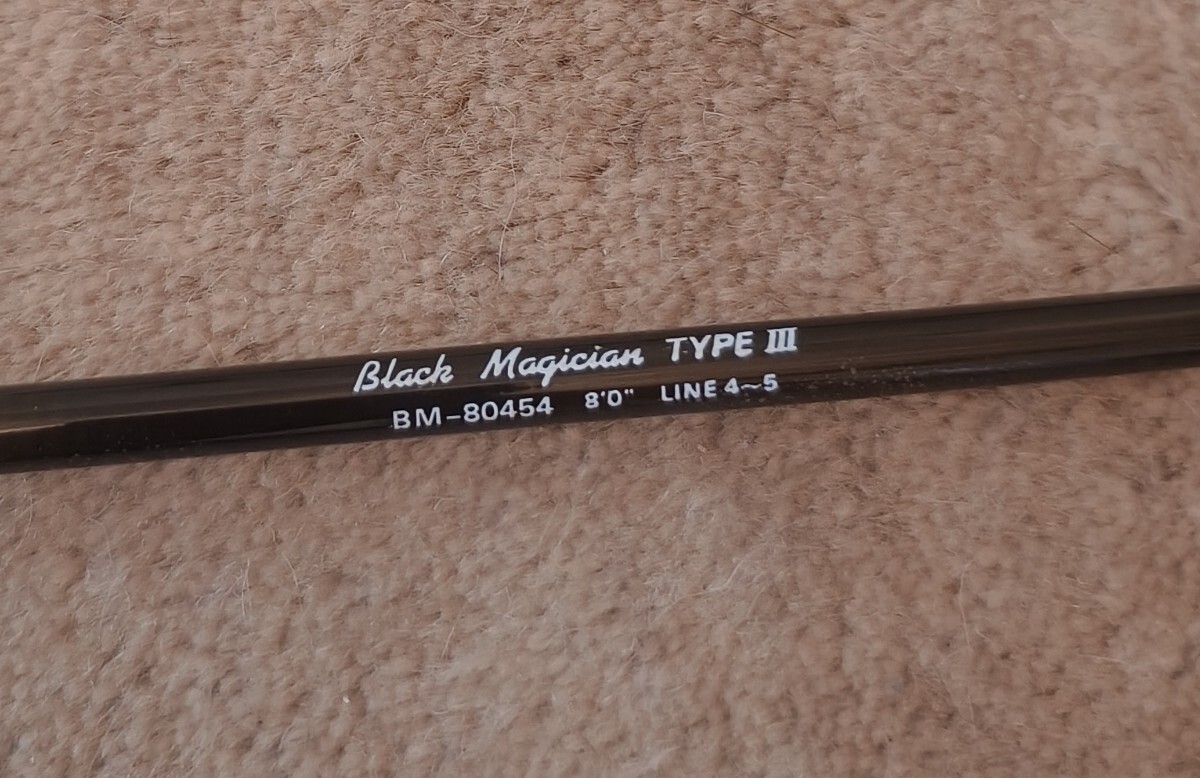 Black Magician TYPE III
BM-80454 8'0" LINE 4~5